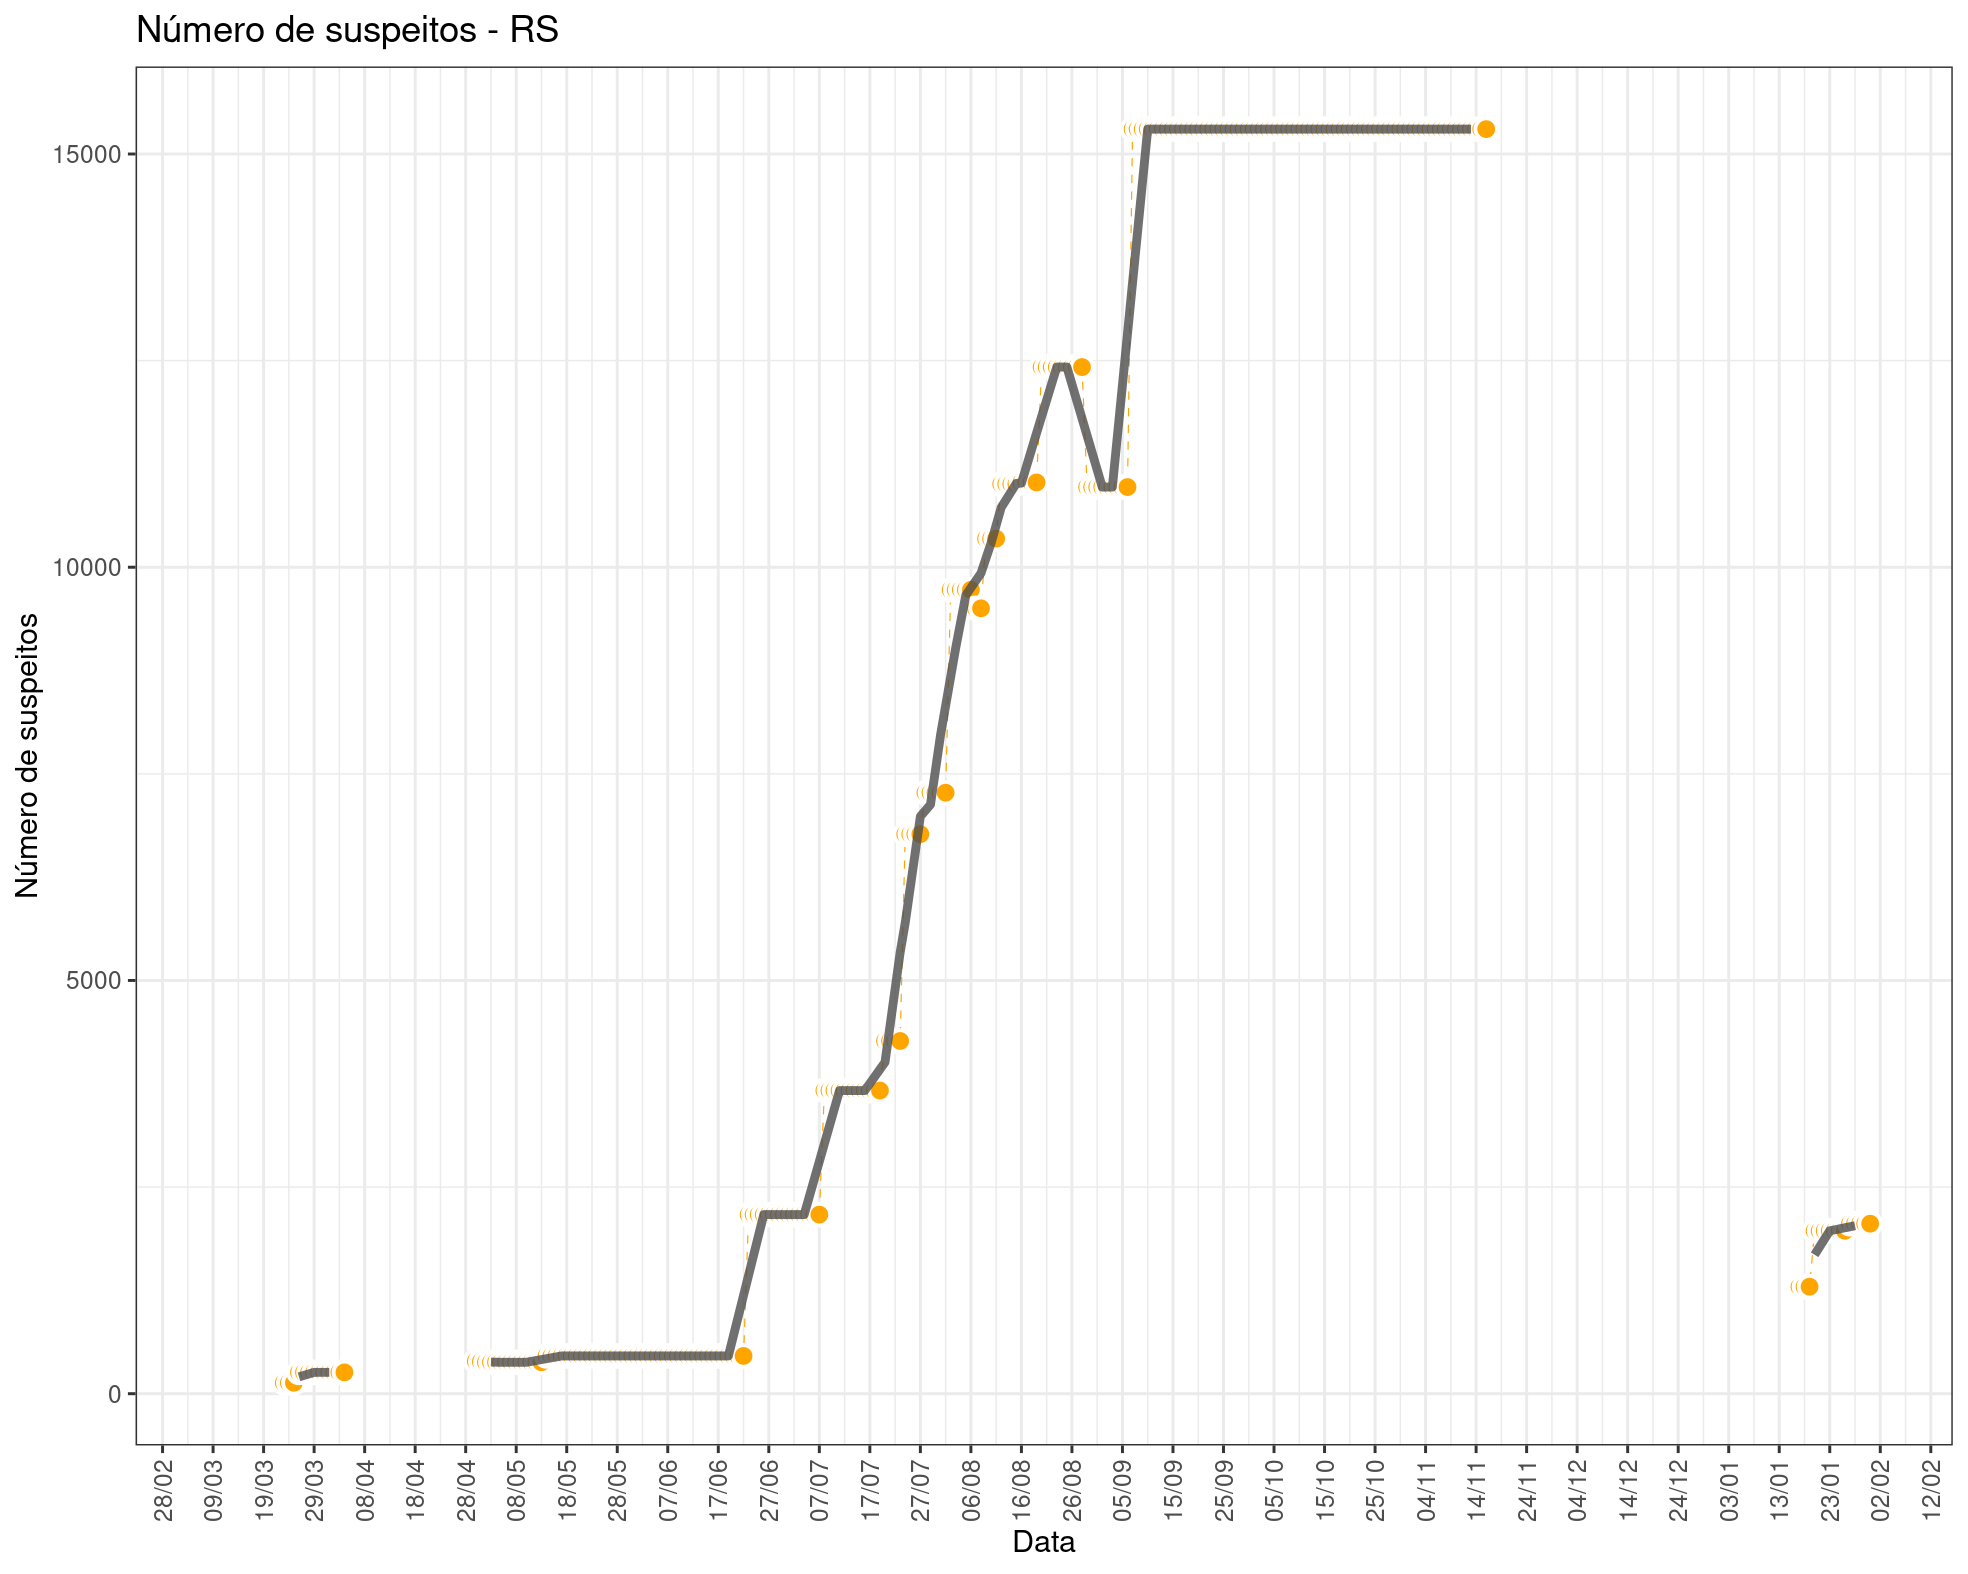 Número de suspeitos - RS
Número de suspeitos
15000
10000
5000
0
28/02 09/03 19/03 29/03 08/04 18/04 28/04 08/05 18/05 28/05 07/06 17/06 27/06 07/07 17/07 27/07 06/08 16/08 26/08 05/09 15/09 25/09 05/10 15/10 25/10 04/11 14/11 24/11 04/12 14/12 24/12 03/01 13/01 23/01 02/02 12/02
Data